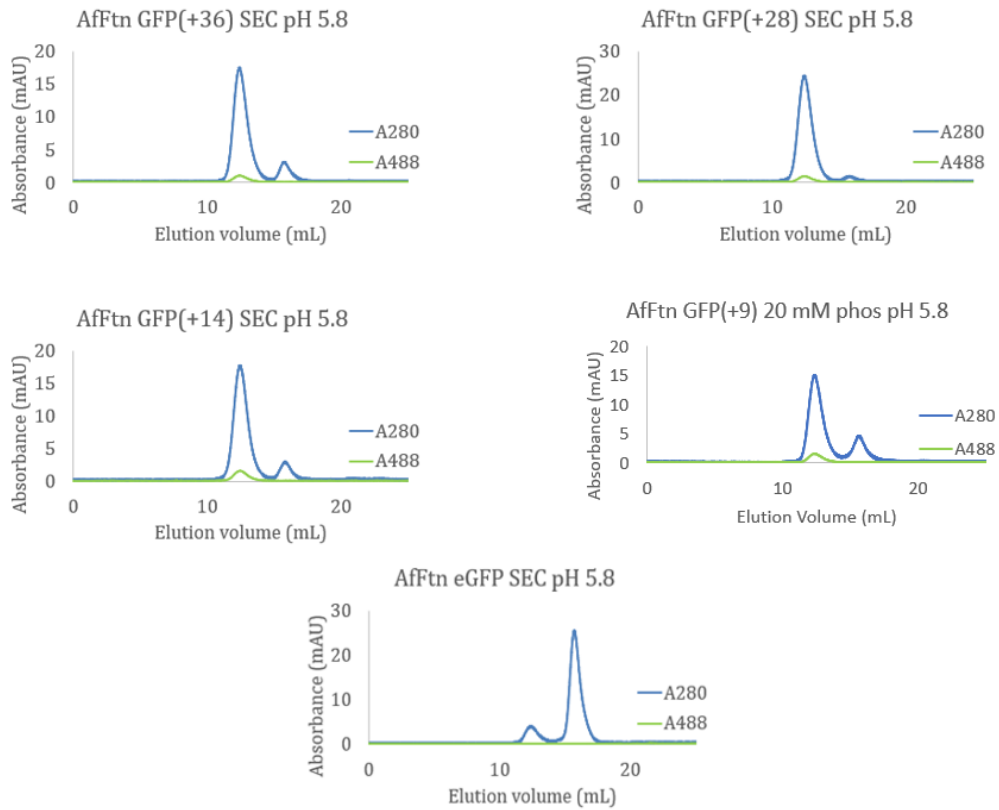 AfFtn GFP(+36) SEC pH 5.8
Absorbance (mAU)
20
15
10
5
0
0 10 20
Elution volume (mL)
A280
A488
AfFtn GFP(+28) SEC pH 5.8
Absorbance (mAU)
30
20
10
0
0 10 20
Elution volume (mL)
A280
A488
AfFtn GFP(+14) SEC pH 5.8
Absorbance (mAU)
20
15
10
5
0
0 10 20
Elution volume (mL)
A280
A488
AfFtn GFP(+9) 20 mM phos pH 5.8
Absorbance (mAU)
20
15
10
5
0
0 10 20
Elution Volume (mL)
A280
A488
AfFtn eGFP SEC pH 5.8
Absorbance (mAU)
30
20
10
0
0 20
Elution volume (mL)
A280
A488